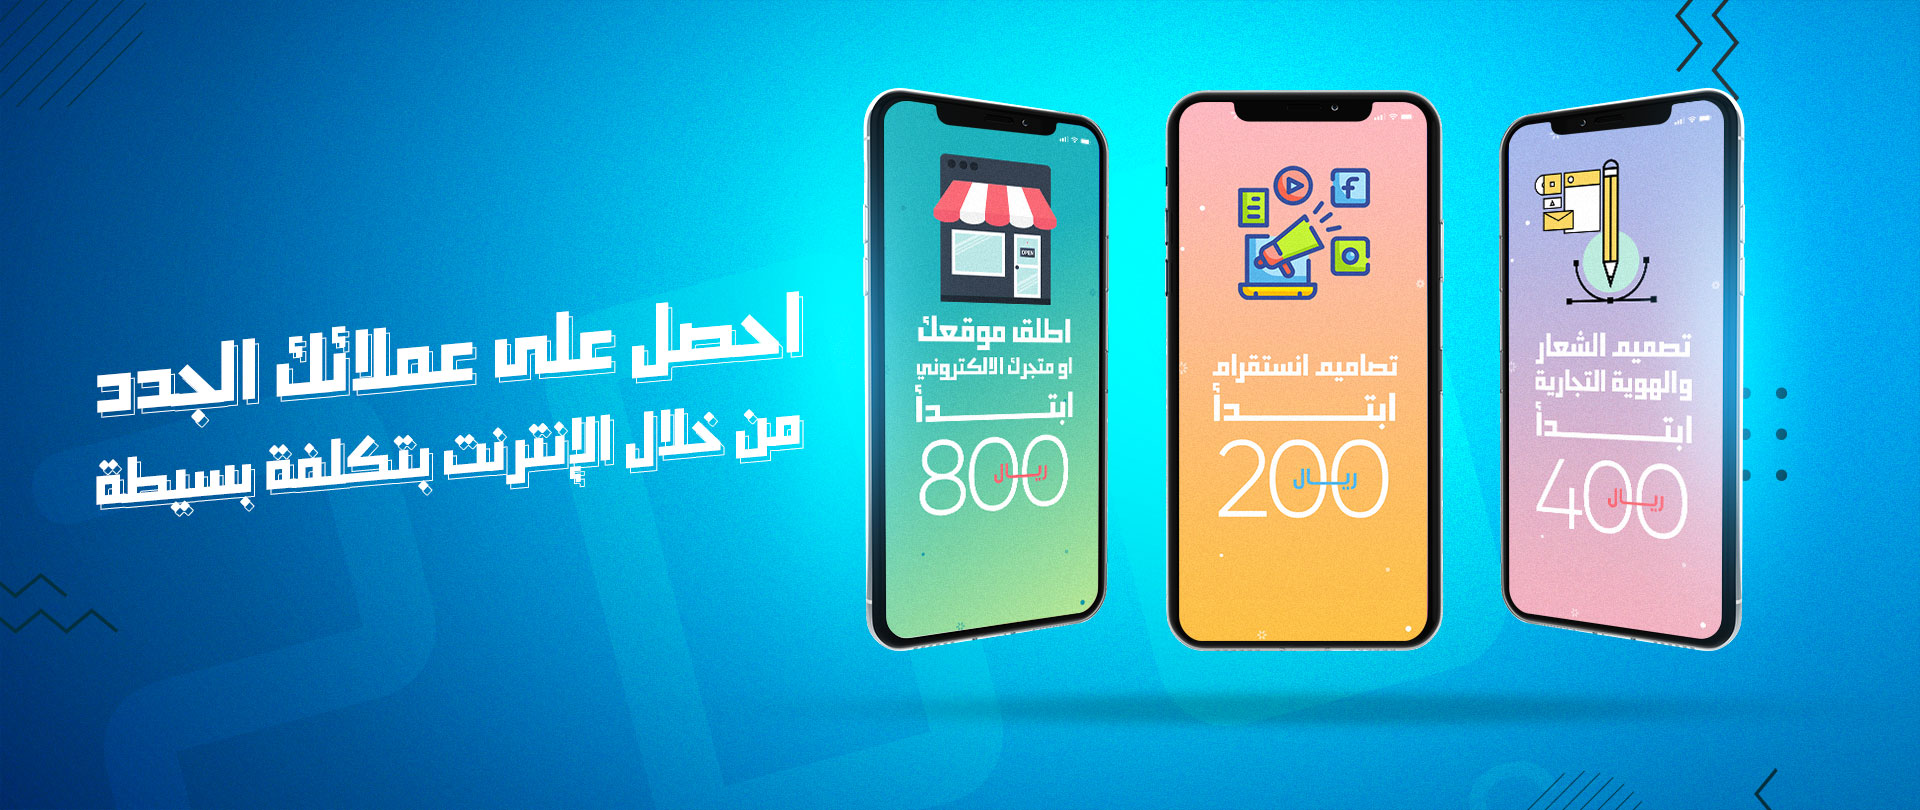 احصل على عملائك الجدد
من خلال الإنترنت بتكلفة بسيطة
تصميم الشعار
والهوية التجارية
ابتدأ
400
ريال
تصاميم انستقرام
ابتدأ
200
ريال
OPEN
اطلق موقعك
او متجرك الالكتروني
ابتدأ
800
ريال